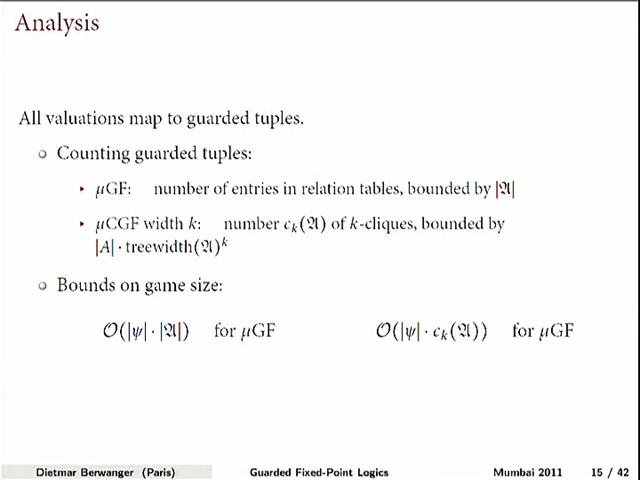 Analysis
All valuations map to guarded tuples.
Counting guarded tuples:
μGF: number of entries in relation tables, bounded by |𝔄|
μCGF width k: number cₖ(𝔄) of k-cliques, bounded by
|A| · treewidth(𝔄)ᵏ
Bounds on game size:
𝒪(|ψ| · |𝔄|) for μGF 𝒪(|ψ| · cₖ(𝔄)) for μGF
Dietmar Berwanger (Paris) Guarded Fixed-Point Logics Mumbai 2011 15 / 42